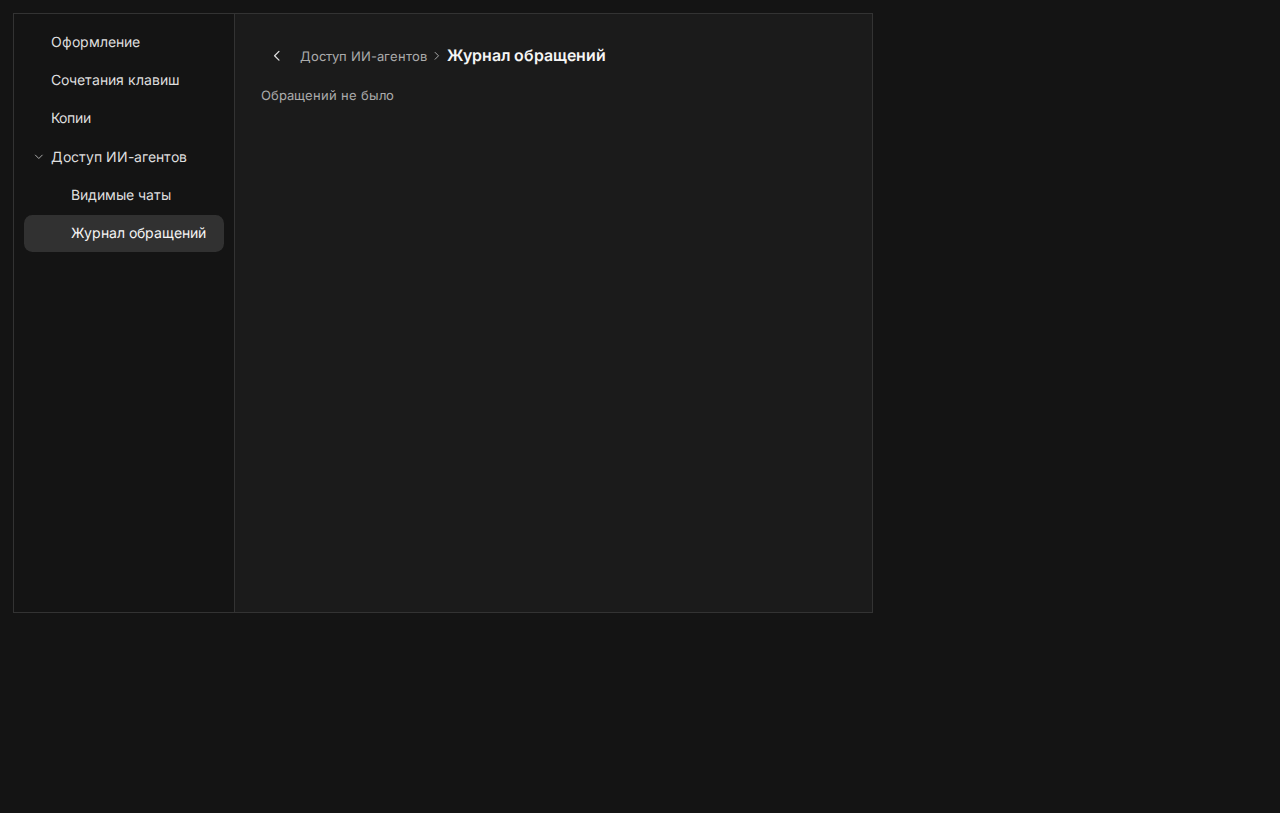 Оформление
Сочетания клавиш
Копии
Доступ ИИ-агентов
Видимые чаты
Журнал обращений
Доступ ИИ-агентов > Журнал обращений
Обращений не было